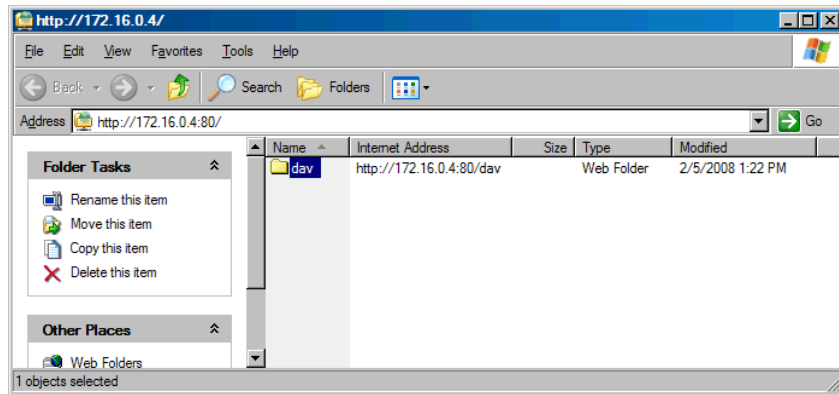 http://172.16.0.4/
File Edit View Favorites Tools Help
Back Search Folders
Address http://172.16.0.4:80/ Go
Name Internet Address Size Type Modified
dav http://172.16.0.4:80/dav Web Folder 2/5/2008 1:22 PM
Folder Tasks
Rename this item
Move this item
Copy this item
Delete this item
Other Places
Web Folders
1 objects selected